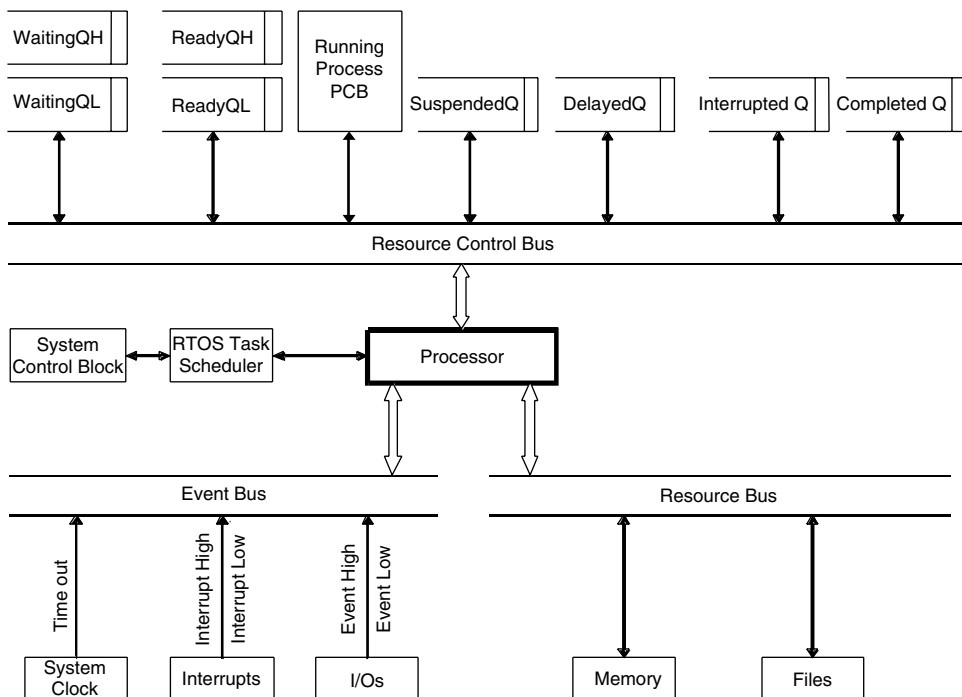 WaitingQH
ReadyQH
Running
Process
PCB
WaitingQL
ReadyQL
SuspendedQ
DelayedQ
Interrupted Q
Completed Q
Resource Control Bus
System
Control Block
RTOS Task
Scheduler
Processor
Event Bus
Resource Bus
Time out
Interrupt High
Interrupt Low
Event High
Event Low
System
Clock
Interrupts
I/Os
Memory
Files